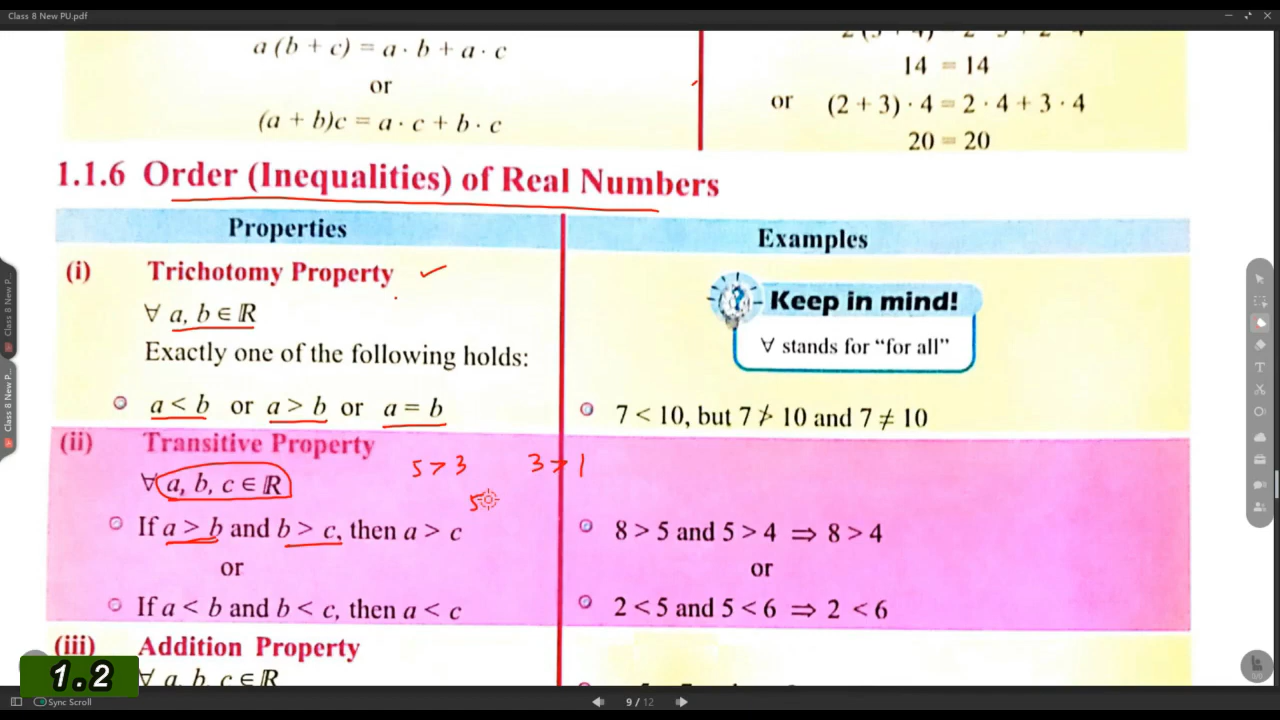 Class 8 New PU.pdf
a (b + c) = a · b + a · c
14 = 14
or
or (2 + 3) · 4 = 2 · 4 + 3 · 4
(a + b)c = a · c + b · c
20 = 20
1.1.6 Order (Inequalities) of Real Numbers
Properties
Examples
(i) Trichotomy Property
∀ a, b ∈ ℝ
Keep in mind!
∀ stands for "for all"
Exactly one of the following holds:
a < b or a > b or a = b
7 < 10, but 7 ≯ 10 and 7 ≠ 10
(ii) Transitive Property
5 > 3 3 > 1
∀ a, b, c ∈ ℝ
5
If a > b and b > c, then a > c
8 > 5 and 5 > 4 ⇒ 8 > 4
or
or
If a < b and b < c, then a < c
2 < 5 and 5 < 6 ⇒ 2 < 6
(iii) Addition Property
∀ a, b, c ∈ ℝ
1.2
Sync Scroll
9 / 12